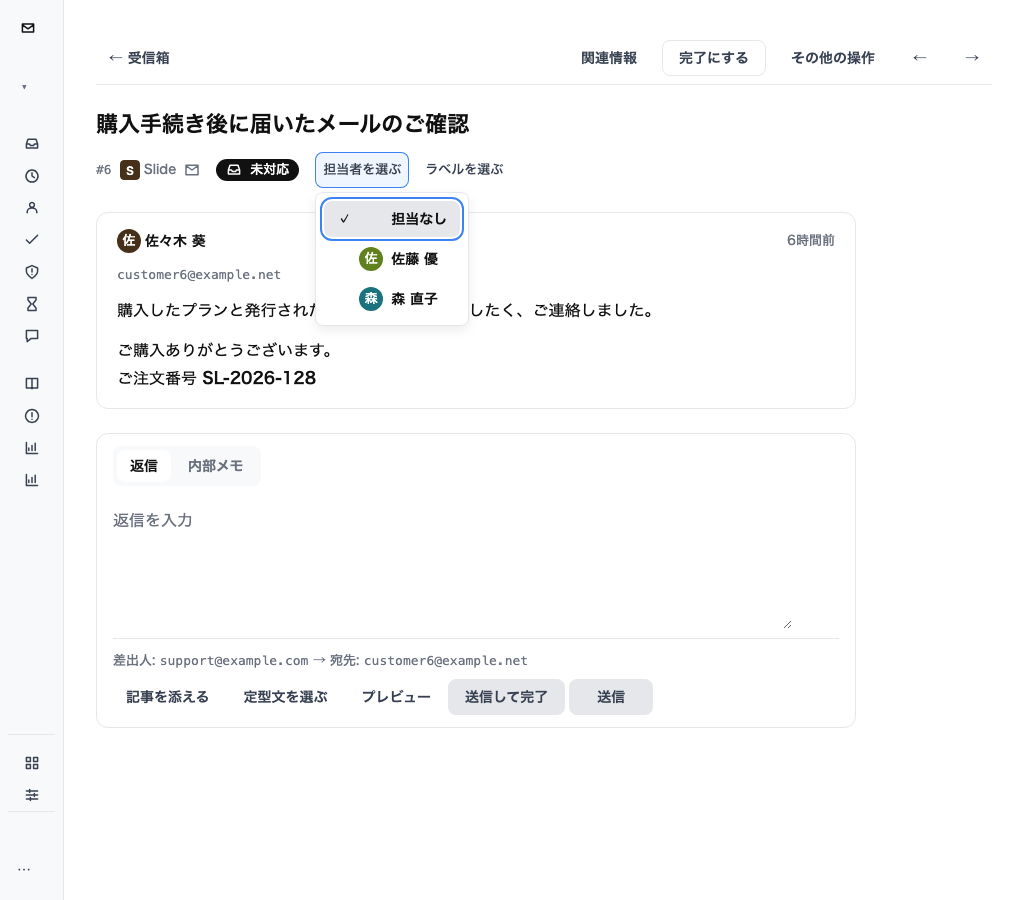 ← 受信箱
関連情報
完了にする
その他の操作
←
→
購入手続き後に届いたメールのご確認
#6 S Slide 未対応 担当者を選ぶ ラベルを選ぶ
✓ 担当なし
佐 佐藤 優
森 森 直子
佐 佐々木 葵
6時間前
customer6@example.net
購入したプランと発行された
したく、ご連絡しました。
ご購入ありがとうございます。
ご注文番号 SL-2026-128
返信 内部メモ
返信を入力
差出人: support@example.com → 宛先: customer6@example.net
記事を添える 定型文を選ぶ プレビュー 送信して完了 送信